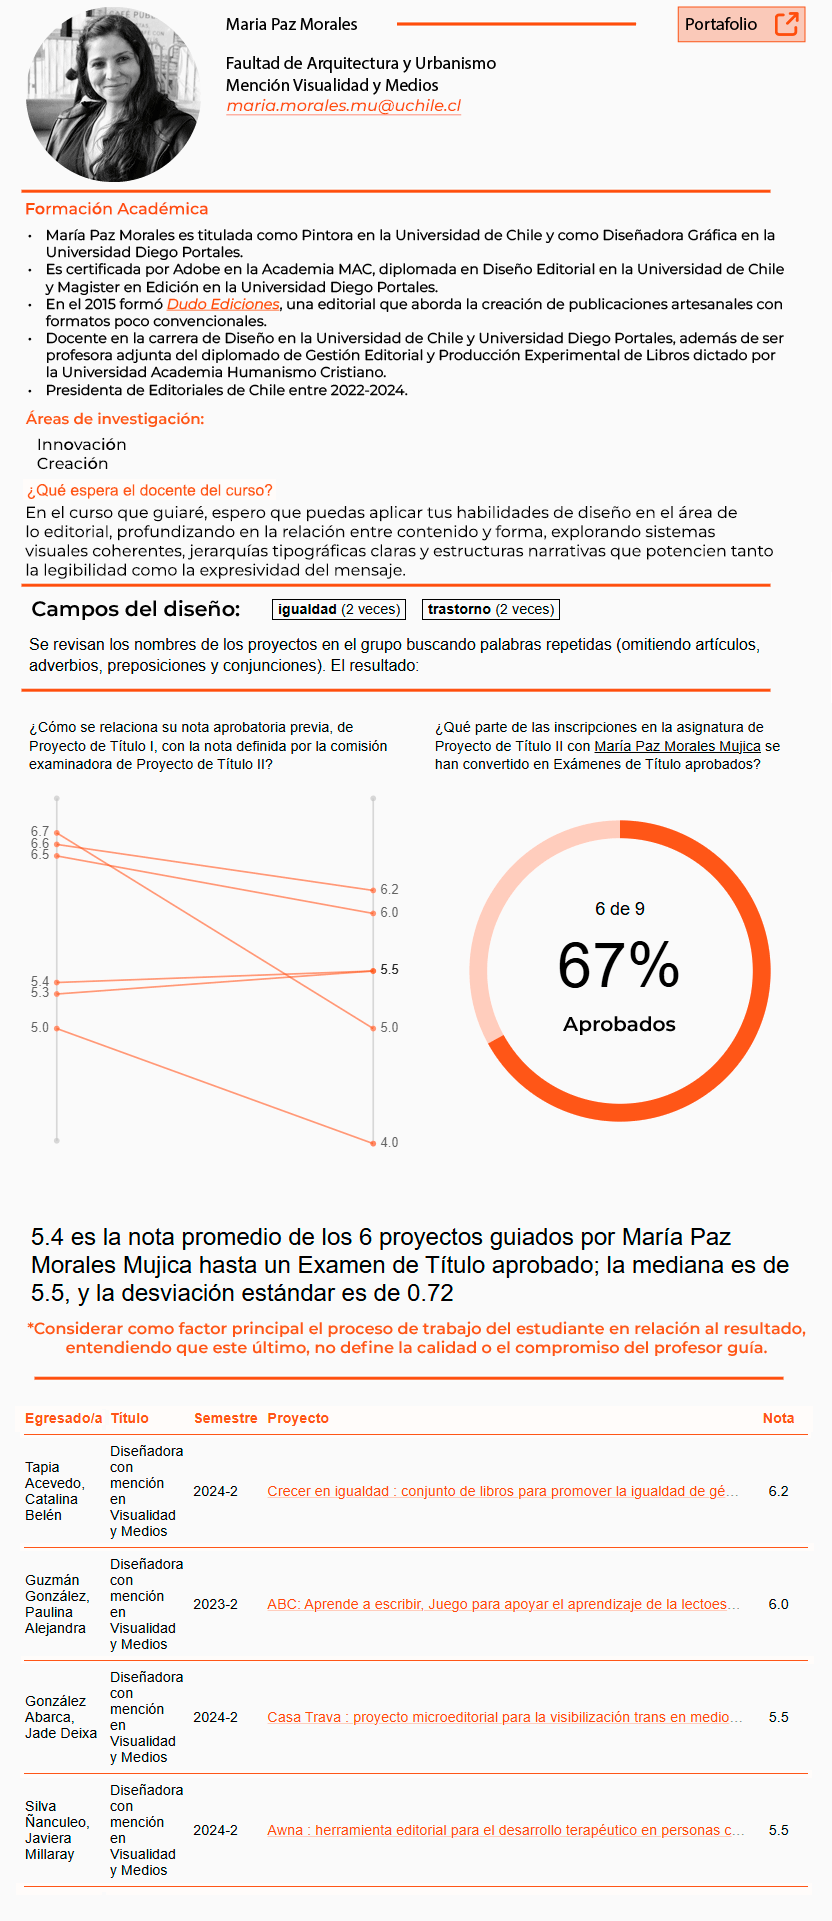 Maria Paz Morales
Portafolio
Faultad de Arquitectura y Urbanismo
Mención Visualidad y Medios
maria.morales.mu@uchile.cl
Formación Académica
• María Paz Morales es titulada como Pintora en la Universidad de Chile y como Diseñadora Gráfica en la
Universidad Diego Portales.
• Es certificada por Adobe en la Academia MAC, diplomada en Diseño Editorial en la Universidad de Chile
y Magister en Edición en la Universidad Diego Portales.
• En el 2015 formó Dudo Ediciones, una editorial que aborda la creación de publicaciones artesanales con
formatos poco convencionales.
• Docente en la carrera de Diseño en la Universidad de Chile y Universidad Diego Portales, además de ser
profesora adjunta del diplomado de Gestión Editorial y Producción Experimental de Libros dictado por
la Universidad Academia Humanismo Cristiano.
• Presidenta de Editoriales de Chile entre 2022-2024.
Áreas de investigación:
Innovación
Creación
¿Qué espera el docente del curso?
En el curso que guiaré, espero que puedas aplicar tus habilidades de diseño en el área de
lo editorial, profundizando en la relación entre contenido y forma, explorando sistemas
visuales coherentes, jerarquías tipográficas claras y estructuras narrativas que potencien tanto
la legibilidad como la expresividad del mensaje.
Campos del diseño: igualdad (2 veces) trastorno (2 veces)
Se revisan los nombres de los proyectos en el grupo buscando palabras repetidas (omitiendo artículos,
adverbios, preposiciones y conjunciones). El resultado:
¿Cómo se relaciona su nota aprobatoria previa, de
Proyecto de Título I, con la nota definida por la comisión
examinadora de Proyecto de Título II?
6.7
6.6
6.5
5.4
5.3
5.0
6.2
6.0
5.5
5.0
4.0
¿Qué parte de las inscripciones en la asignatura de
Proyecto de Título II con María Paz Morales Mujica se
han convertido en Exámenes de Título aprobados?
6 de 9
67%
Aprobados
5.4 es la nota promedio de los 6 proyectos guiados por María Paz
Morales Mujica hasta un Examen de Título aprobado; la mediana es de
5.5, y la desviación estándar es de 0.72
*Considerar como factor principal el proceso de trabajo del estudiante en relación al resultado,
entendiendo que este último, no define la calidad o el compromiso del profesor guía.
Egresado/a Título Semestre Proyecto Nota
Tapia
Acevedo,
Catalina
Belén
Diseñadora
con
mención
en
Visualidad
y Medios
2024-2
Crecer en igualdad : conjunto de libros para promover la igualdad de gé...
6.2
Guzmán
González,
Paulina
Alejandra
Diseñadora
con
mención
en
Visualidad
y Medios
2023-2
ABC: Aprende a escribir, Juego para apoyar el aprendizaje de la lectoes...
6.0
González
Abarca,
Jade Deixa
Diseñadora
con
mención
en
Visualidad
y Medios
2024-2
Casa Trava : proyecto microeditorial para la visibilización trans en medio...
5.5
Silva
Ñanculeo,
Javiera
Millaray
Diseñadora
con
mención
en
Visualidad
y Medios
2024-2
Awna : herramienta editorial para el desarrollo terapéutico en personas c...
5.5